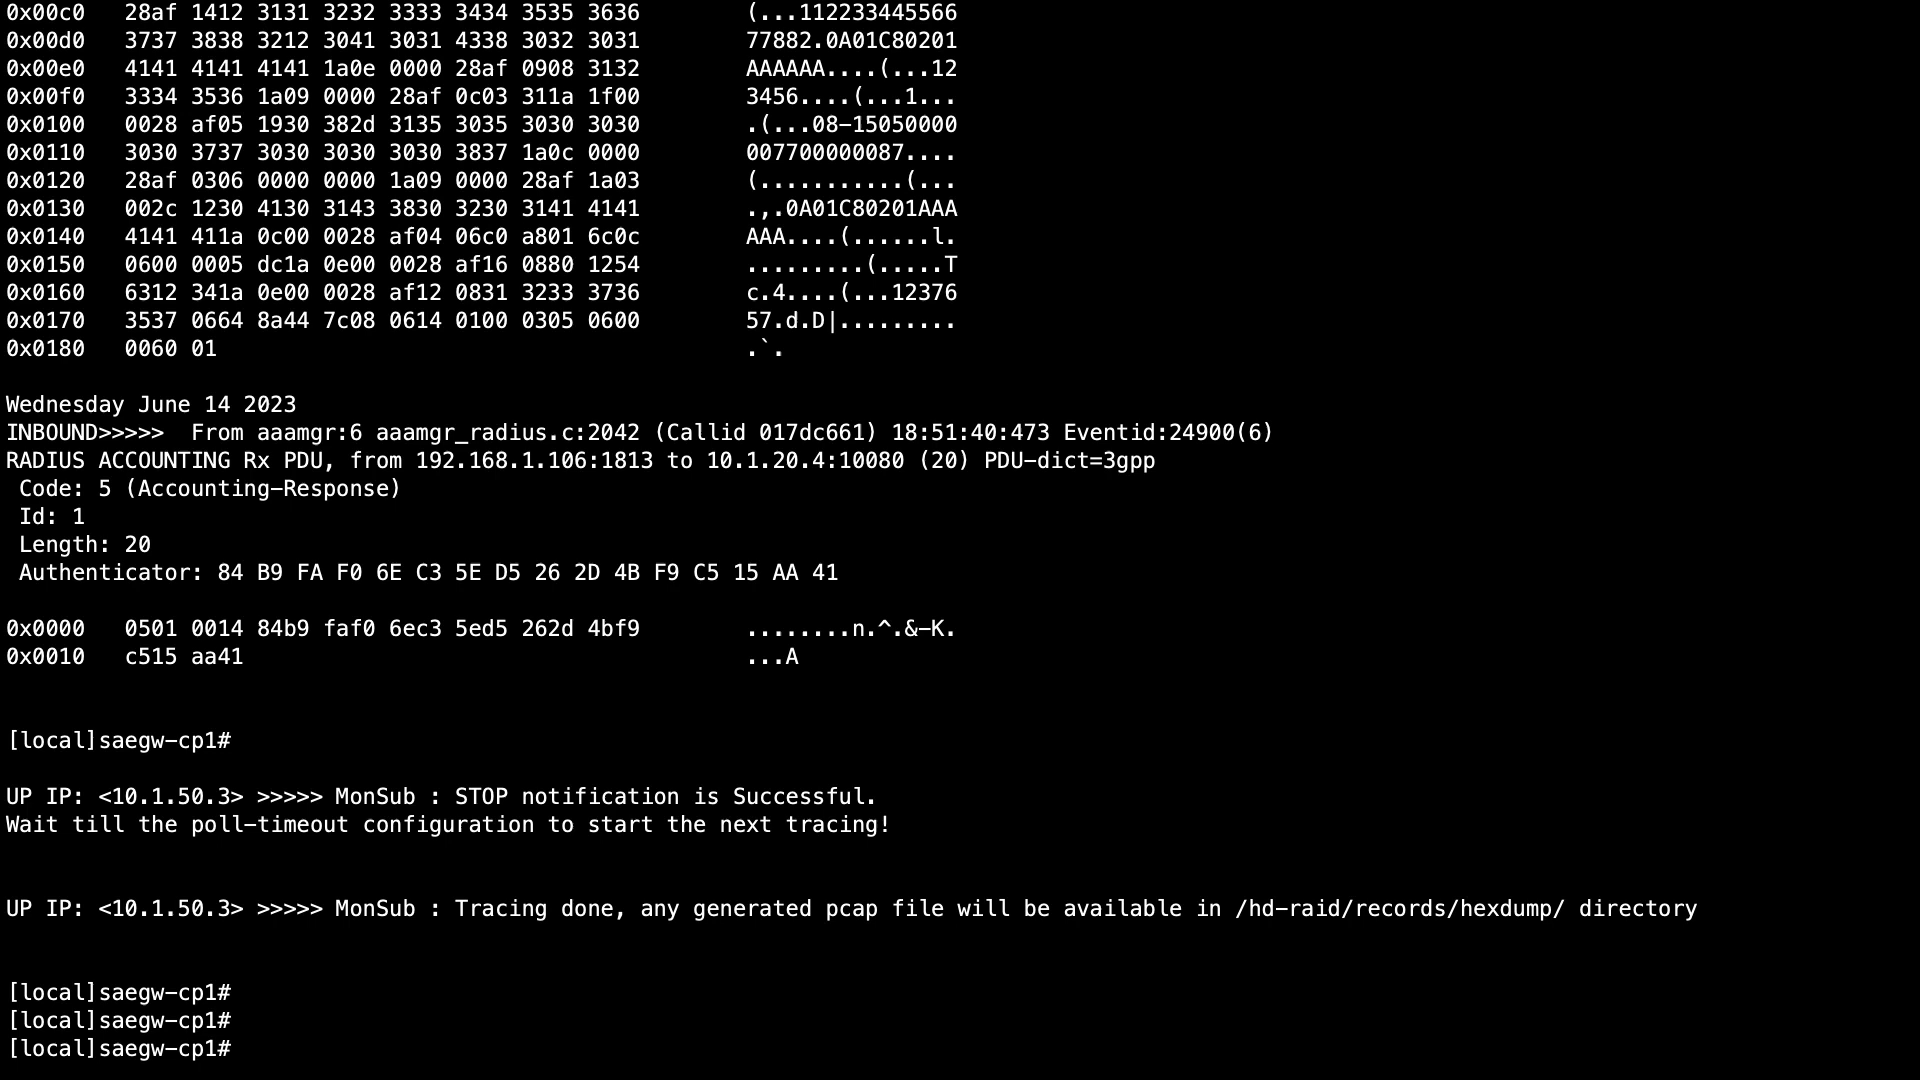 0x00c0   28af 1412 3131 3232 3333 3434 3535 3636        (...112233445566
0x00d0   3737 3838 3212 3041 3031 4338 3032 3031        77882.0A01C80201
0x00e0   4141 4141 4141 1a0e 0000 28af 0908 3132        AAAAAA....(...12
0x00f0   3334 3536 1a09 0000 28af 0c03 311a 1f00        3456....(...1...
0x0100   0028 af05 1930 382d 3135 3035 3030 3030        .(...08-15050000
0x0110   3030 3737 3030 3030 3030 3837 1a0c 0000        007700000087....
0x0120   28af 0306 0000 0000 1a09 0000 28af 1a03        (...........(...
0x0130   002c 1230 4130 3143 3830 3230 3141 4141        .,.0A01C80201AAA
0x0140   4141 411a 0c00 0028 af04 06c0 a801 6c0c        AAA....(......l.
0x0150   0600 0005 dc1a 0e00 0028 af16 0880 1254        .........(.....T
0x0160   6312 341a 0e00 0028 af12 0831 3233 3736        c.4....(...12376
0x0170   3537 0664 8a44 7c08 0614 0100 0305 0600        57.d.D|.........
0x0180   0060 01                                        .`.
Wednesday June 14 2023
INBOUND>>>>>  From aaamgr:6 aaamgr_radius.c:2042 (Callid 017dc661) 18:51:40:473 Eventid:24900(6)
RADIUS ACCOUNTING Rx PDU, from 192.168.1.106:1813 to 10.1.20.4:10080 (20) PDU-dict=3gpp
 Code: 5 (Accounting-Response)
 Id: 1
 Length: 20
 Authenticator: 84 B9 FA F0 6E C3 5E D5 26 2D 4B F9 C5 15 AA 41
0x0000   0501 0014 84b9 faf0 6ec3 5ed5 262d 4bf9        ........n.^.&-K.
0x0010   c515 aa41                                      ...A
[local]saegw-cp1#
UP IP: <10.1.50.3> >>>>> MonSub : STOP notification is Successful.
Wait till the poll-timeout configuration to start the next tracing!
UP IP: <10.1.50.3> >>>>> MonSub : Tracing done, any generated pcap file will be available in /hd-raid/records/hexdump/ directory
[local]saegw-cp1#
[local]saegw-cp1#
[local]saegw-cp1#